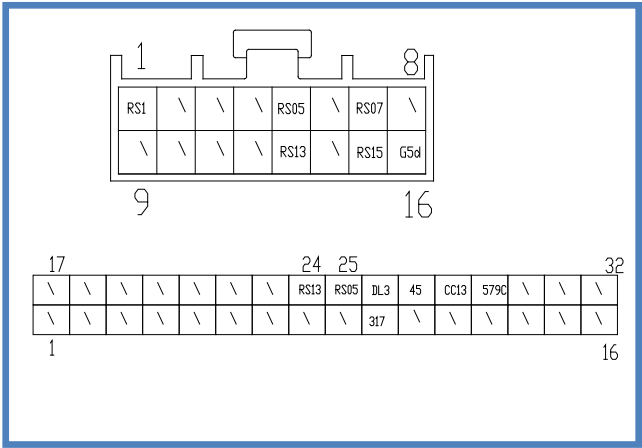 1 8
RS1 \ \ \ RS05 \ RS07 \
\ \ \ \ RS13 \ RS15 G5d
9 16
17 24 25 32
\ \ \ \ \ \ \ RS13 RS05 DL3 45 CC13 579C \ \ \
\ \ \ \ \ \ \ \ \ 317 \ \ \ \ \ \
1 16